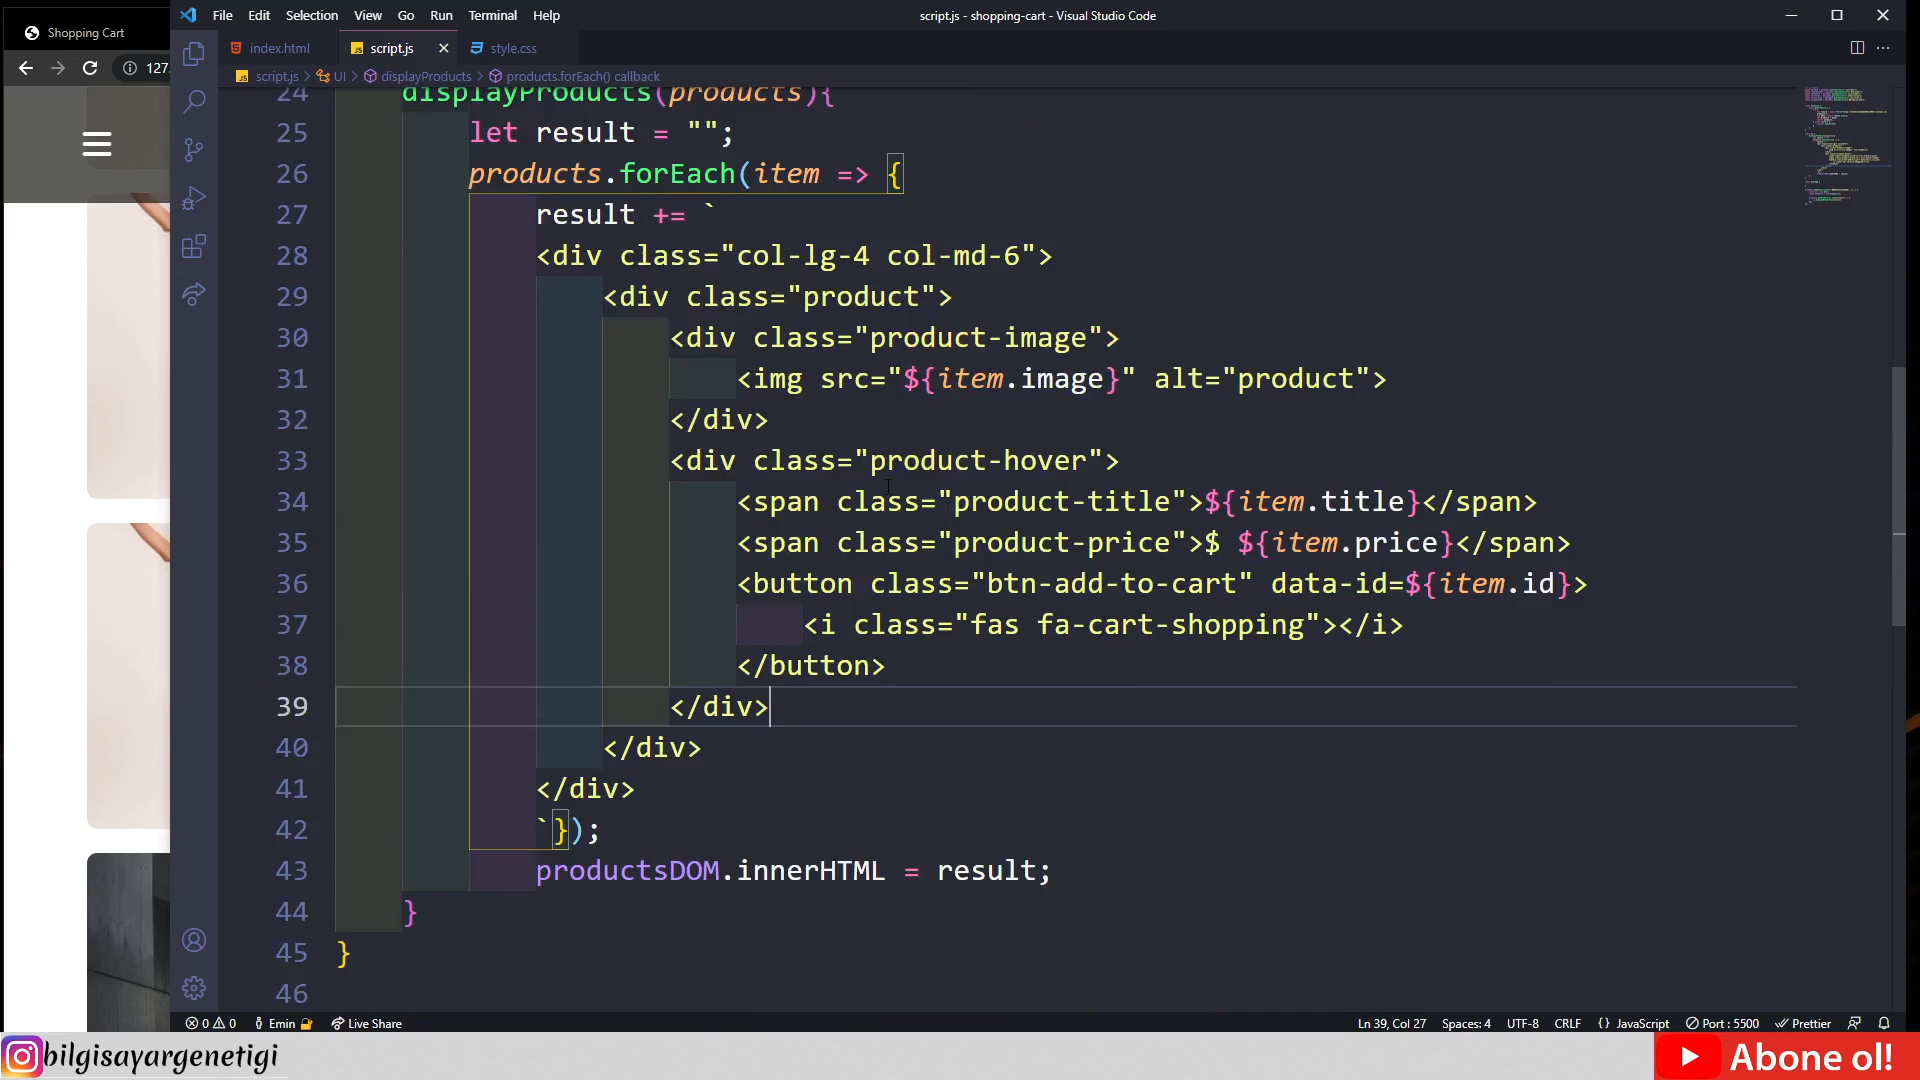 Shopping Cart
127.
File Edit Selection View Go Run Terminal Help
script.js - shopping-cart - Visual Studio Code
index.html script.js style.css
script.js > UI > displayProducts > products.forEach() callback
24 displayProducts(products){
25 let result = "";
26 products.forEach(item => {
27 result += `
28 <div class="col-lg-4 col-md-6">
29 <div class="product">
30 <div class="product-image">
31 <img src="${item.image}" alt="product">
32 </div>
33 <div class="product-hover">
34 <span class="product-title">${item.title}</span>
35 <span class="product-price">$ ${item.price}</span>
36 <button class="btn-add-to-cart" data-id=${item.id}>
37 <i class="fas fa-cart-shopping"></i>
38 </button>
39 </div>
40 </div>
41 </div>
42 `});
43 productsDOM.innerHTML = result;
44 }
45 }
46
0 0 Emin Live Share
Ln 39, Col 27 Spaces: 4 UTF-8 CRLF {} JavaScript Port : 5500 Prettier
bilgisayargenetigi
Abone ol!